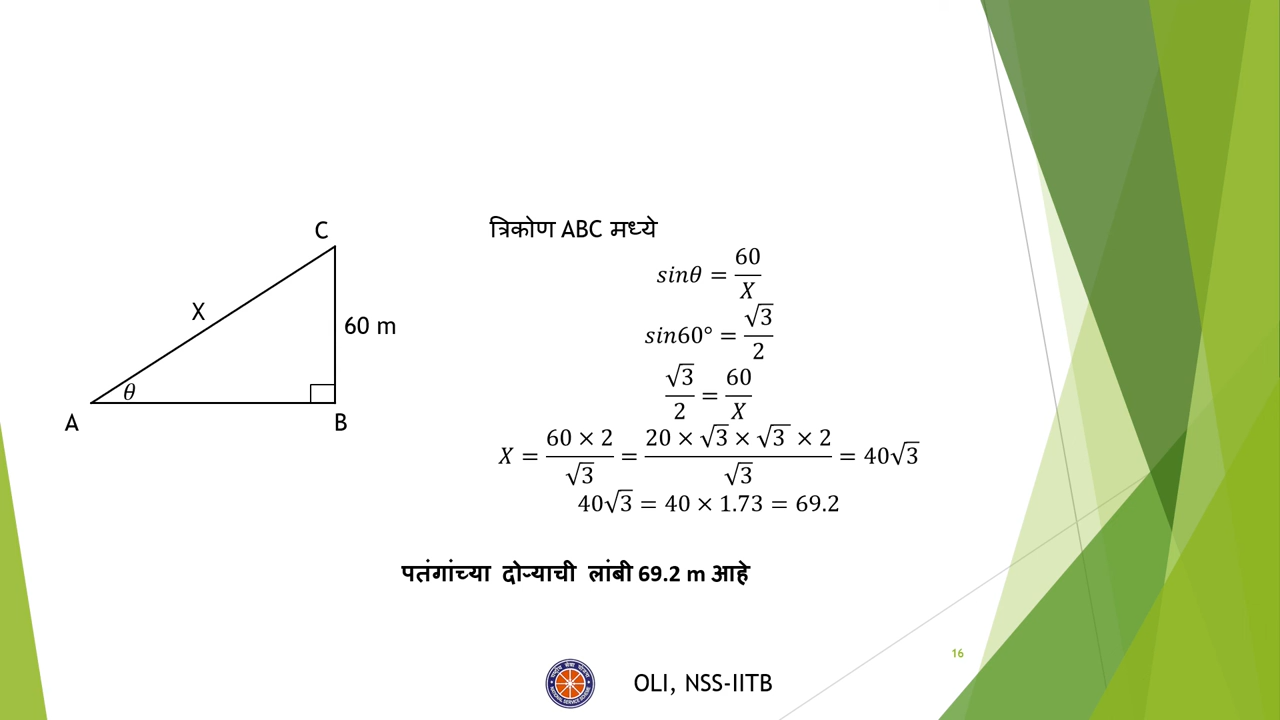 C
X
60 m
θ
A
B
त्रिकोण ABC मध्ये
sinθ = 60/X
sin60° = √3/2
√3/2 = 60/X
X = (60 × 2)/√3 = (20 × √3 × √3 × 2)/√3 = 40√3
40√3 = 40 × 1.73 = 69.2
पतंगांच्या दोऱ्याची लांबी 69.2 m आहे
16
OLI, NSS-IITB